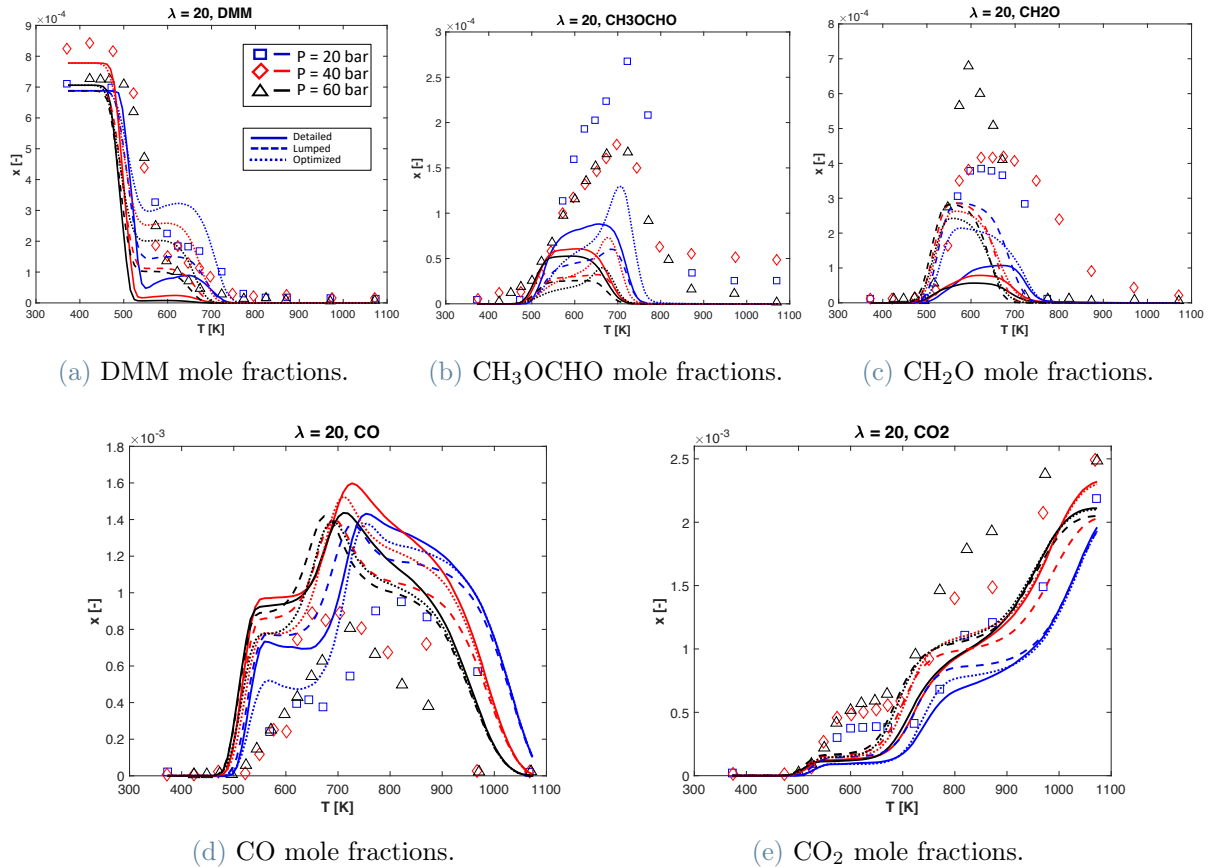 λ = 20, DMM
×10⁻⁴
9
8
7
6
5
4
3
2
1
0
x [-]
300 400 500 600 700 800 900 1000 1100
T [K]
P = 20 bar
P = 40 bar
P = 60 bar
Detailed
Lumped
Optimized
(a) DMM mole fractions.
λ = 20, CH3OCHO
×10⁻⁴
3
2.5
2
1.5
1
0.5
0
x [-]
300 400 500 600 700 800 900 1000 1100
T [K]
(b) CH₃OCHO mole fractions.
λ = 20, CH2O
×10⁻⁴
8
7
6
5
4
3
2
1
0
x [-]
300 400 500 600 700 800 900 1000 1100
T [K]
(c) CH₂O mole fractions.
λ = 20, CO
×10⁻³
1.8
1.6
1.4
1.2
1
0.8
0.6
0.4
0.2
0
x [-]
300 400 500 600 700 800 900 1000 1100
T [K]
(d) CO mole fractions.
λ = 20, CO2
×10⁻³
2.5
2
1.5
1
0.5
0
x [-]
300 400 500 600 700 800 900 1000 1100
T [K]
(e) CO₂ mole fractions.